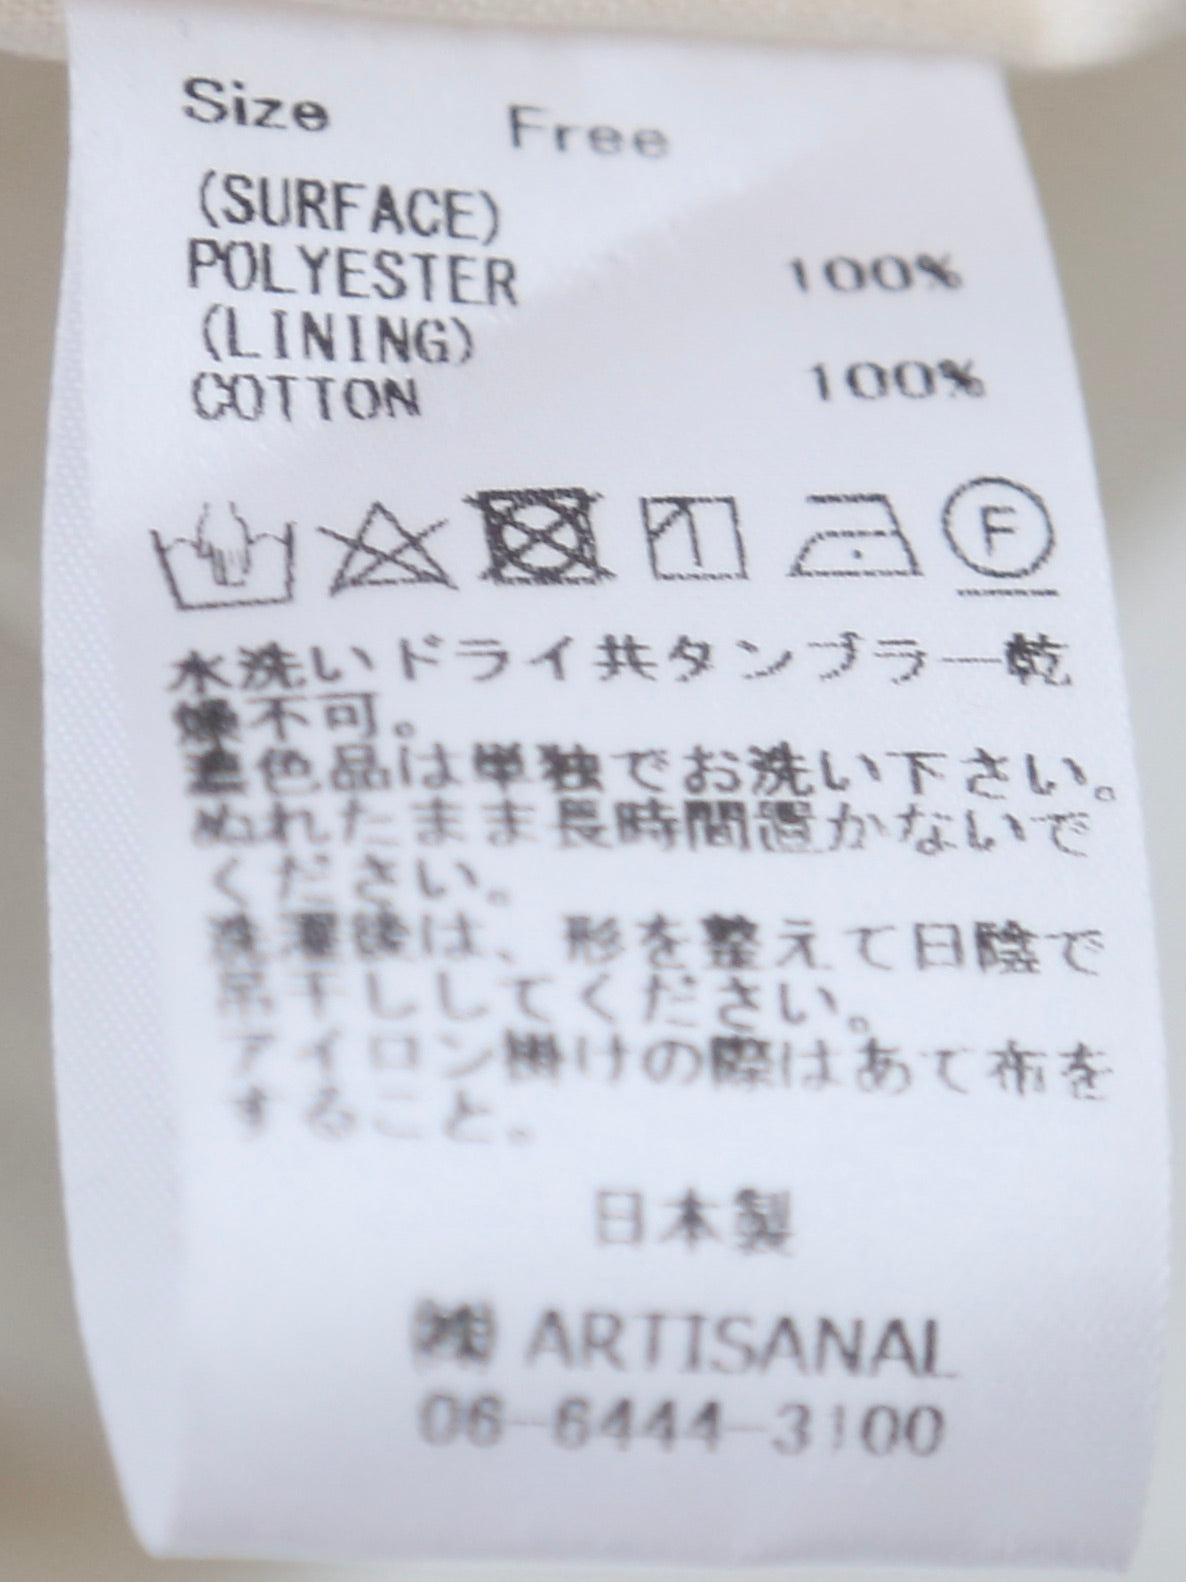 Size Free
(SURFACE)
POLYESTER 100%
(LINING)
COTTON 100%
F
水洗いドライ共タンブラー乾
燥不可。
濃色品は単独でお洗い下さい。
ぬれたまま長時間置かないで
ください。
洗濯後は、形を整えて日陰で
吊干ししてください。
アイロン掛けの際はあて布を
すること。
日本製
㈱ ARTISANAL
06-6444-3100